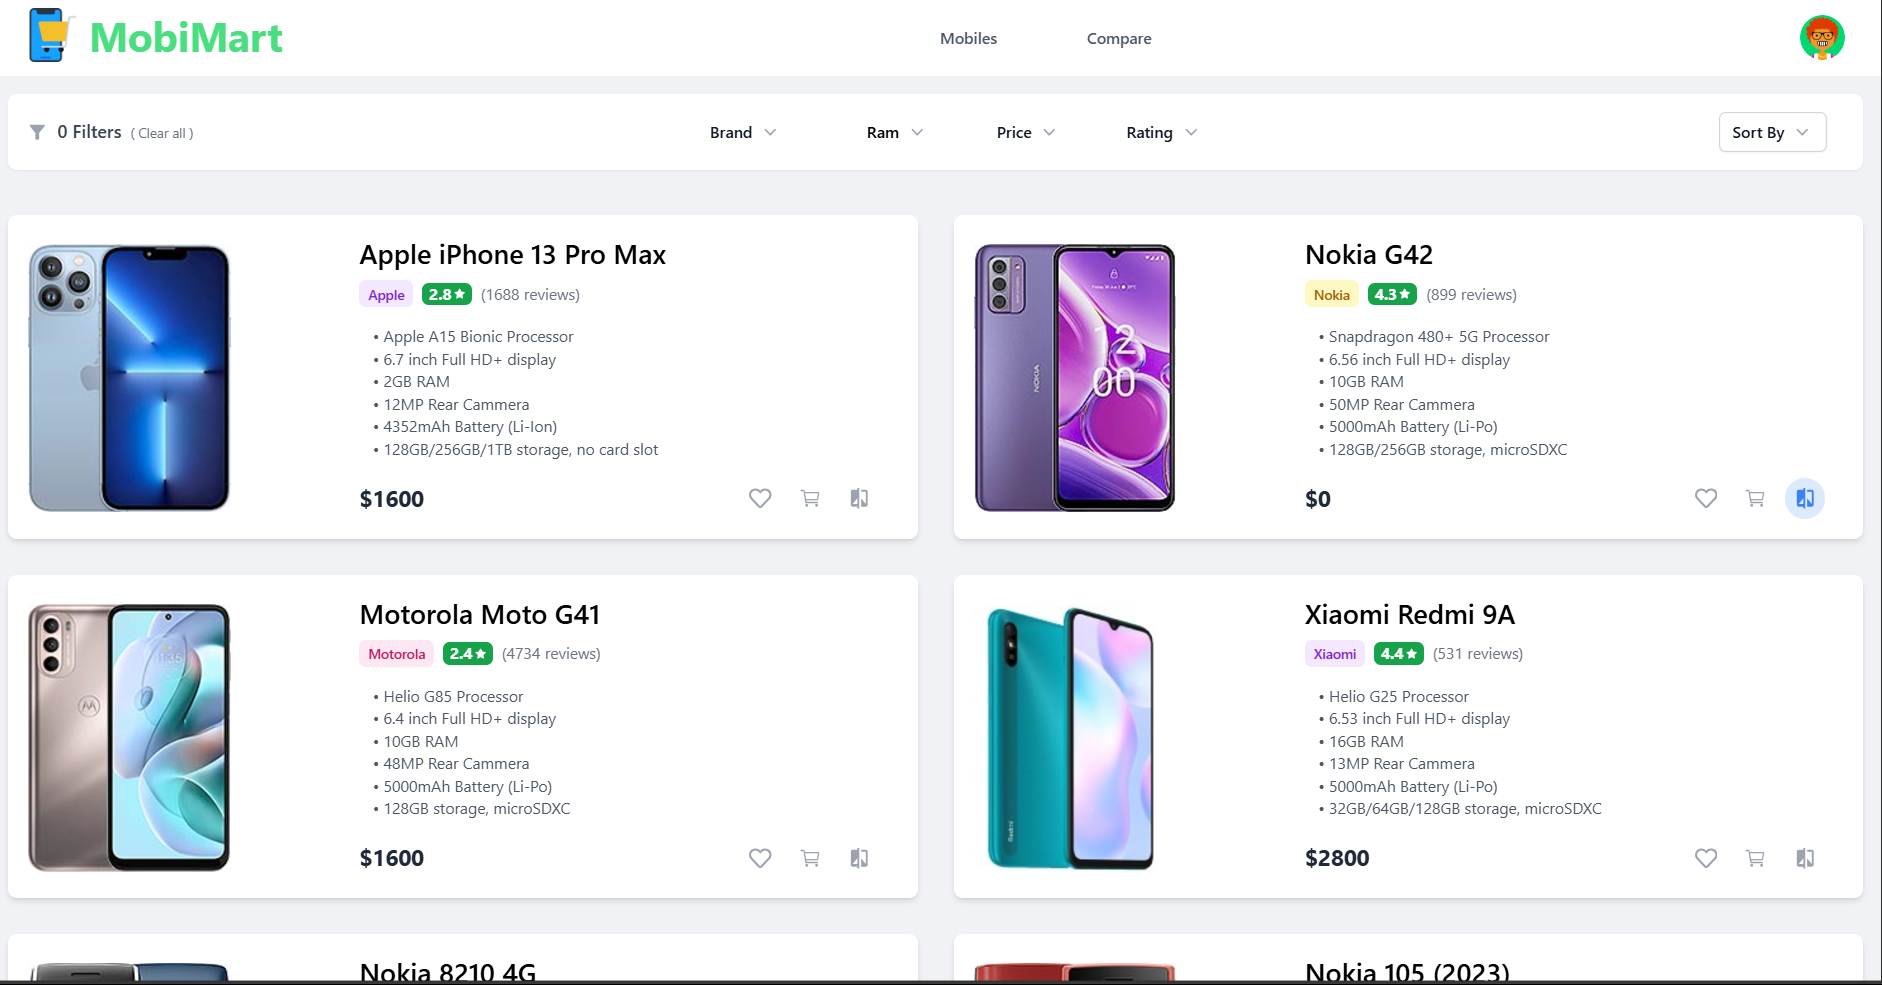 MobiMart
Mobiles
Compare
0 Filters ( Clear all )
Brand
Ram
Price
Rating
Sort By
Apple iPhone 13 Pro Max
Apple 2.8★ (1688 reviews)
• Apple A15 Bionic Processor
• 6.7 inch Full HD+ display
• 2GB RAM
• 12MP Rear Cammera
• 4352mAh Battery (Li-Ion)
• 128GB/256GB/1TB storage, no card slot
$1600
12
00
NOKIA
Nokia G42
Nokia 4.3★ (899 reviews)
• Snapdragon 480+ 5G Processor
• 6.56 inch Full HD+ display
• 10GB RAM
• 50MP Rear Cammera
• 5000mAh Battery (Li-Po)
• 128GB/256GB storage, microSDXC
$0
Motorola Moto G41
Motorola 2.4★ (4734 reviews)
• Helio G85 Processor
• 6.4 inch Full HD+ display
• 10GB RAM
• 48MP Rear Cammera
• 5000mAh Battery (Li-Po)
• 128GB storage, microSDXC
$1600
Redmi
Xiaomi Redmi 9A
Xiaomi 4.4★ (531 reviews)
• Helio G25 Processor
• 6.53 inch Full HD+ display
• 16GB RAM
• 13MP Rear Cammera
• 5000mAh Battery (Li-Po)
• 32GB/64GB/128GB storage, microSDXC
$2800
Nokia 8210 4G
Nokia 105 (2023)